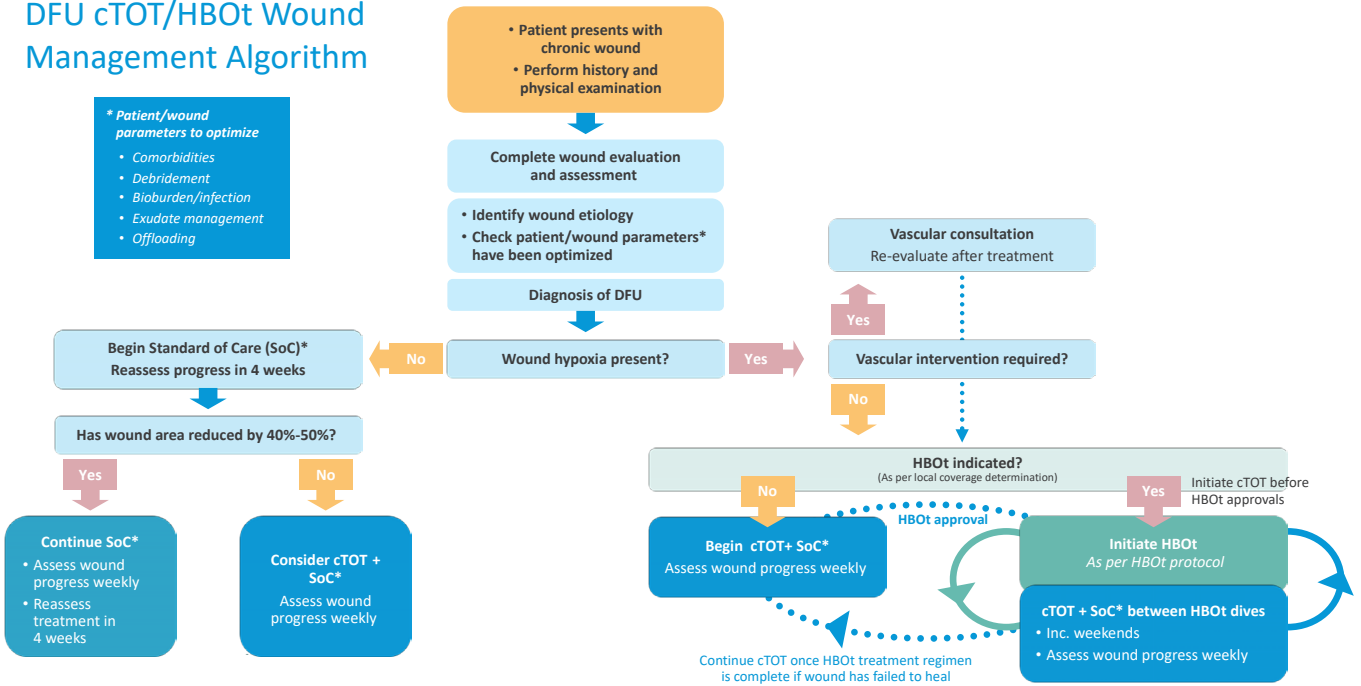 DFU cTOT/HBOt Wound
Management Algorithm
* Patient/wound
parameters to optimize
• Comorbidities
• Debridement
• Bioburden/infection
• Exudate management
• Offloading
• Patient presents with
chronic wound
• Perform history and
physical examination
Complete wound evaluation
and assessment
• Identify wound etiology
• Check patient/wound parameters*
have been optimized
Diagnosis of DFU
Wound hypoxia present?
No
Yes
Begin Standard of Care (SoC)*
Reassess progress in 4 weeks
Has wound area reduced by 40%-50%?
Yes
No
Continue SoC*
• Assess wound
progress weekly
• Reassess
treatment in
4 weeks
Consider cTOT +
SoC*
Assess wound
progress weekly
Vascular consultation
Re-evaluate after treatment
Yes
Vascular intervention required?
No
HBOt indicated?
(As per local coverage determination)
No
Yes
Initiate cTOT before
HBOt approvals
HBOt approval
Begin cTOT+ SoC*
Assess wound progress weekly
Initiate HBOt
As per HBOt protocol
cTOT + SoC* between HBOt dives
• Inc. weekends
• Assess wound progress weekly
Continue cTOT once HBOt treatment regimen
is complete if wound has failed to heal